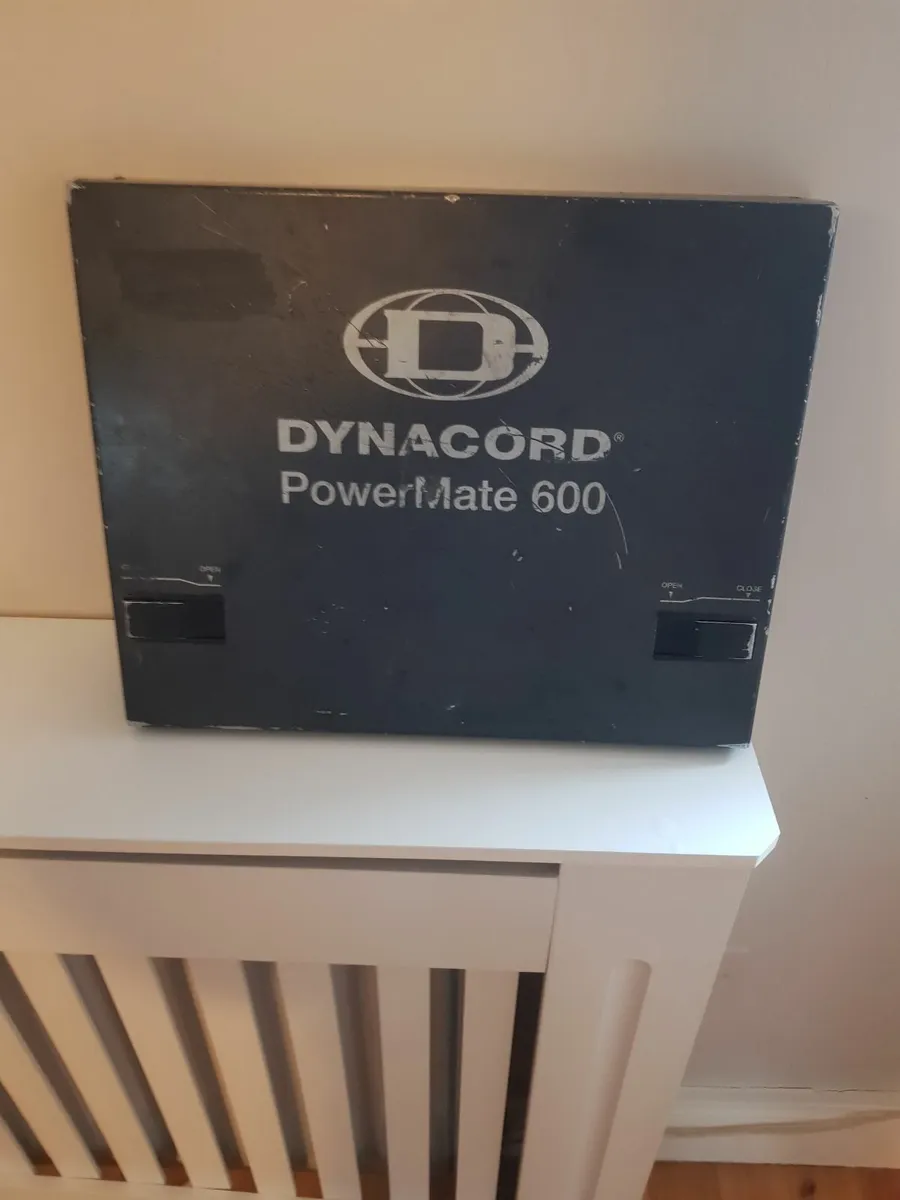 D
DYNACORD®
PowerMate 600
OPEN
OPEN CLOSE